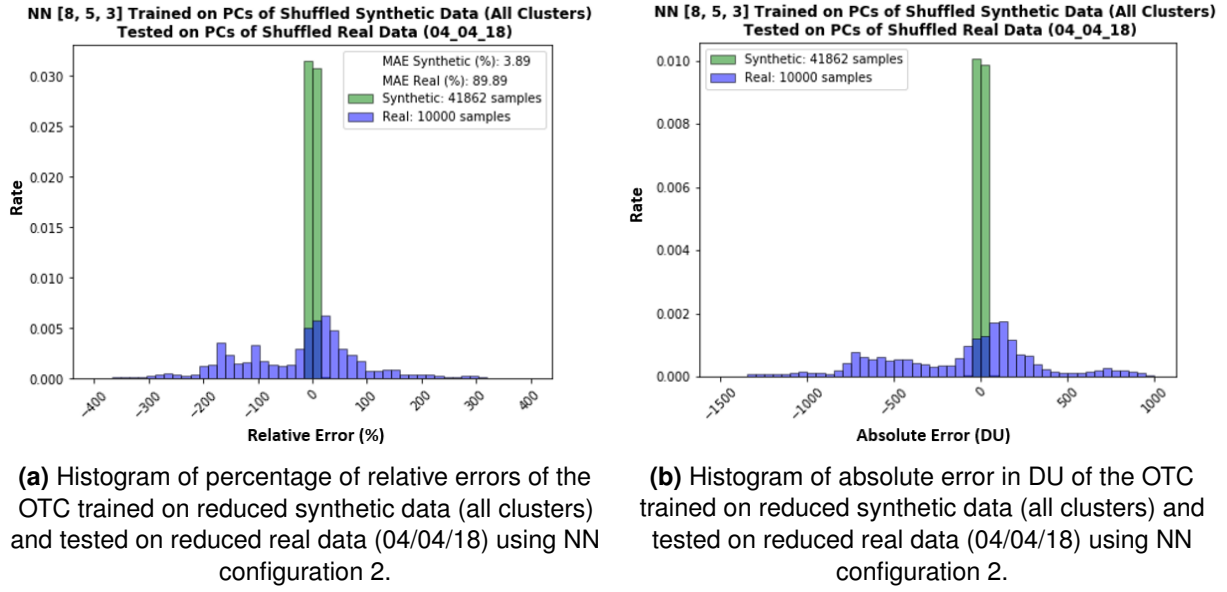 NN [8, 5, 3] Trained on PCs of Shuffled Synthetic Data (All Clusters)
Tested on PCs of Shuffled Real Data (04_04_18)
MAE Synthetic (%): 3.89
MAE Real (%): 89.89
Synthetic: 41862 samples
Real: 10000 samples
Rate
0.030
0.025
0.020
0.015
0.010
0.005
0.000
−400
−300
−200
−100
0
100
200
300
400
Relative Error (%)
(a) Histogram of percentage of relative errors of the
OTC trained on reduced synthetic data (all clusters)
and tested on reduced real data (04/04/18) using NN
configuration 2.
NN [8, 5, 3] Trained on PCs of Shuffled Synthetic Data (All Clusters)
Tested on PCs of Shuffled Real Data (04_04_18)
Synthetic: 41862 samples
Real: 10000 samples
Rate
0.010
0.008
0.006
0.004
0.002
0.000
−1500
−1000
−500
0
500
1000
Absolute Error (DU)
(b) Histogram of absolute error in DU of the OTC
trained on reduced synthetic data (all clusters) and
tested on reduced real data (04/04/18) using NN
configuration 2.